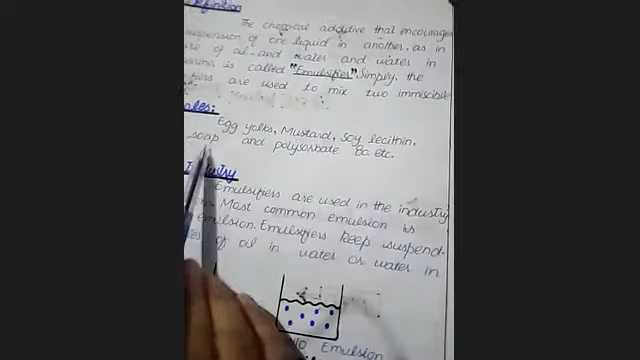 Definition
The chemical additive that encourages
suspension of one liquid in another, as in
of oil and water and water in
is called "Emulsifier" Simply, the
are used to mix two immiscible
Egg yolks, Mustard, Soy lecithin,
soap and polysorbate 80 etc.
Industry
Emulsifiers are used in the industry
Most common emulsion is
emulsion. Emulsifiers keep suspend-
of oil in water or water in
Emulsion